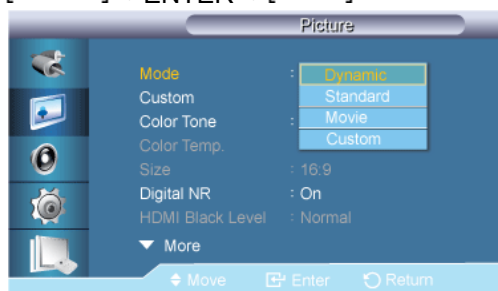 ENTER
Picture
Mode : Dynamic
Custom Standard
Color Tone : Movie
Color Temp. Custom
Size : 16:9
Digital NR : On
HDMI Black Level : Normal
▼ More
Move Enter Return